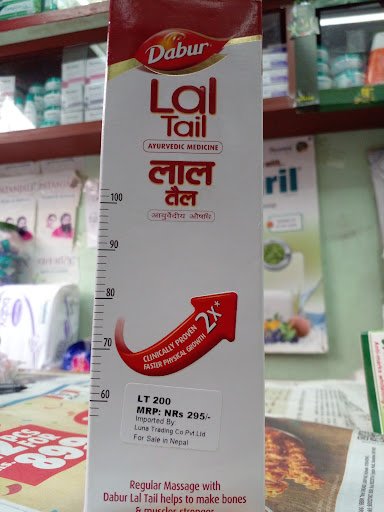 Dabur
Lal
Tail
AYURVEDIC MEDICINE
लाल
तैल
आयुर्वेदीय औषधि
100
90
80
70
60
2x*
CLINICALLY PROVEN
FASTER PHYSICAL GROWTH
LT 200
MRP: NRs 295/-
Imported By
Luna Trading Co.Pvt.Ltd
For Sale in Nepal
Regular Massage with
Dabur Lal Tail helps to make bones
& muscles stronger